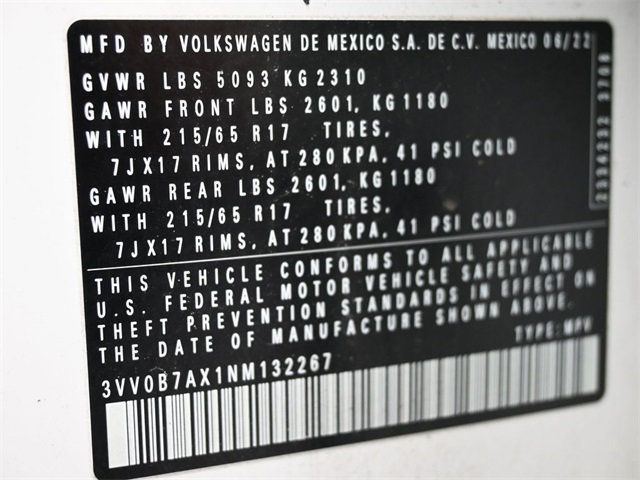 MFD BY VOLKSWAGEN DE MEXICO S.A. DE C.V. MEXICO 06/22
GVWR LBS 5093 KG 2310
GAWR FRONT LBS 2601, KG 1180
WITH 215/65 R17 TIRES,
7JX17 RIMS, AT 280 KPA, 41 PSI COLD
GAWR REAR LBS 2601, KG 1180
WITH 215/65 R17 TIRES,
7JX17 RIMS, AT 280 KPA, 41 PSI COLD
THIS VEHICLE CONFORMS TO ALL APPLICABLE
U.S. FEDERAL MOTOR VEHICLE SAFETY AND
THEFT PREVENTION STANDARDS IN EFFECT ON
THE DATE OF MANUFACTURE SHOWN ABOVE.
TYPE: MPV
3VV0B7AX1NM132267
2334232 3708